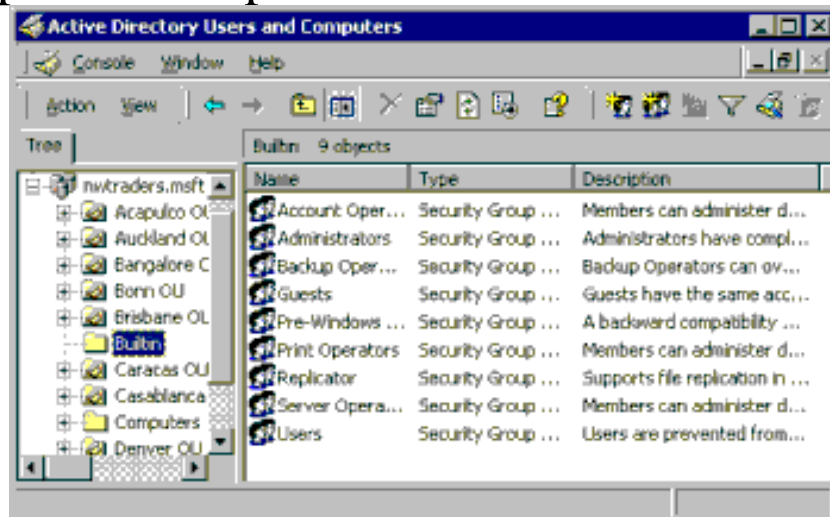 Active Directory Users and Computers
Console Window Help
Action View
Tree
Builtin 9 objects
nwtraders.msft
Acapulco OU
Auckland OU
Bangalore C
Bonn OU
Brisbane OU
Builtin
Caracas OU
Casablanca
Computers
Denver OU
Name Type Description
Account Oper... Security Group ... Members can administer d...
Administrators Security Group ... Administrators have compl...
Backup Oper... Security Group ... Backup Operators can ov...
Guests Security Group ... Guests have the same acc...
Pre-Windows ... Security Group ... A backward compatibility ...
Print Operators Security Group ... Members can administer d...
Replicator Security Group ... Supports file replication in ...
Server Opera... Security Group ... Members can administer d...
Users Security Group ... Users are prevented from...